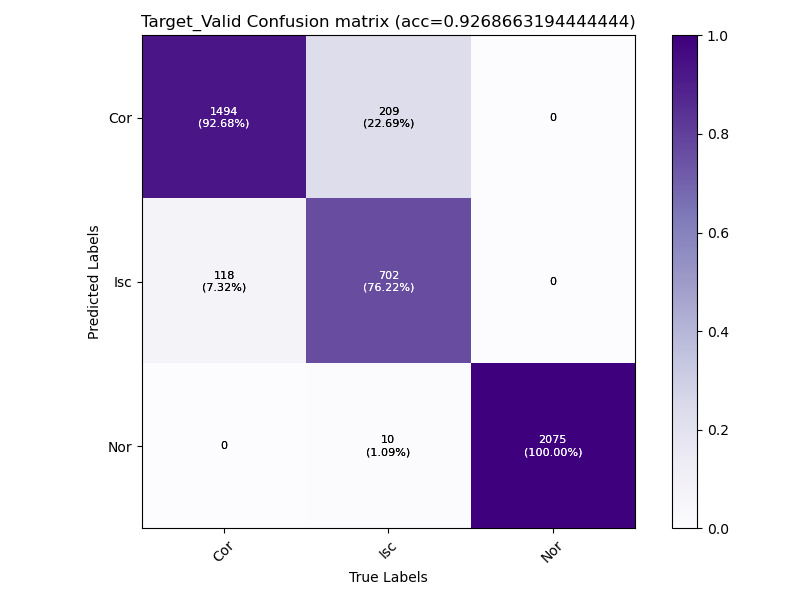 Target_Valid Confusion matrix (acc=0.9268663194444444)
1494
(92.68%)
209
(22.69%)
0
118
(7.32%)
702
(76.22%)
0
0
10
(1.09%)
2075
(100.00%)
Cor
Isc
Nor
Predicted Labels
Cor
Isc
Nor
True Labels
1.0
0.8
0.6
0.4
0.2
0.0